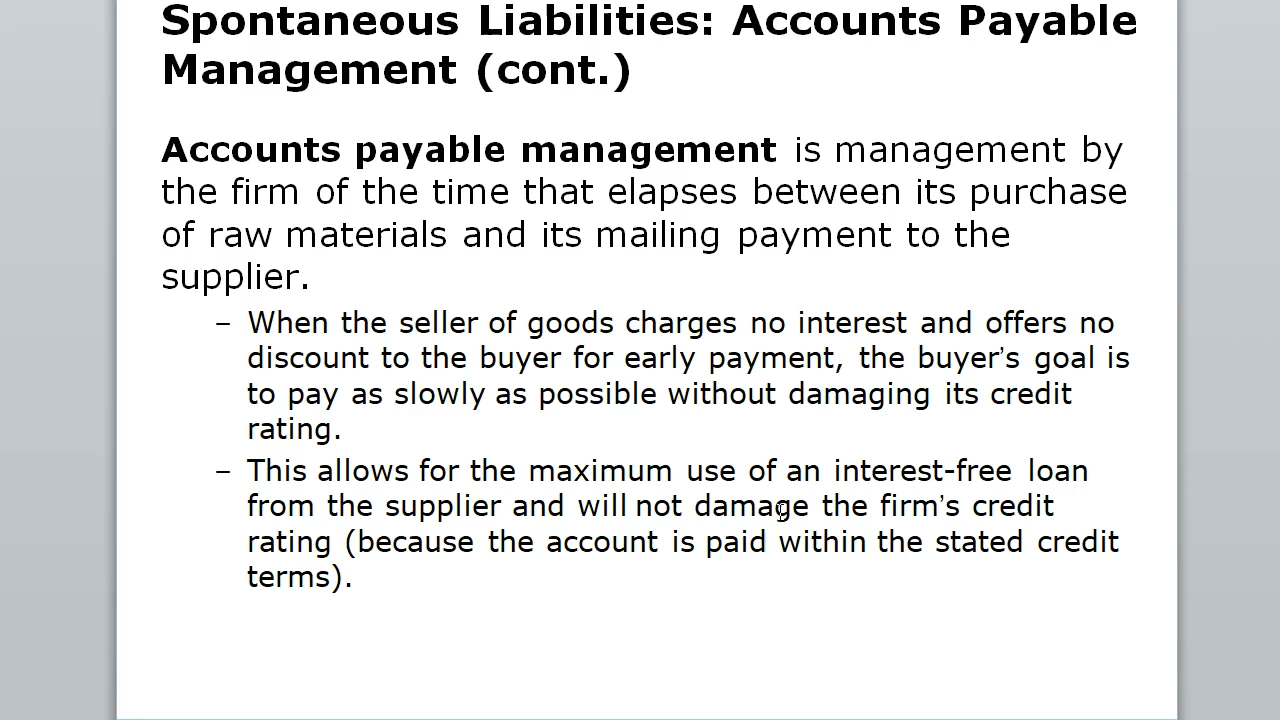 Spontaneous Liabilities: Accounts Payable
Management (cont.)
Accounts payable management is management by
the firm of the time that elapses between its purchase
of raw materials and its mailing payment to the
supplier.
– When the seller of goods charges no interest and offers no
discount to the buyer for early payment, the buyer’s goal is
to pay as slowly as possible without damaging its credit
rating.
– This allows for the maximum use of an interest-free loan
from the supplier and will not damage the firm’s credit
rating (because the account is paid within the stated credit
terms).